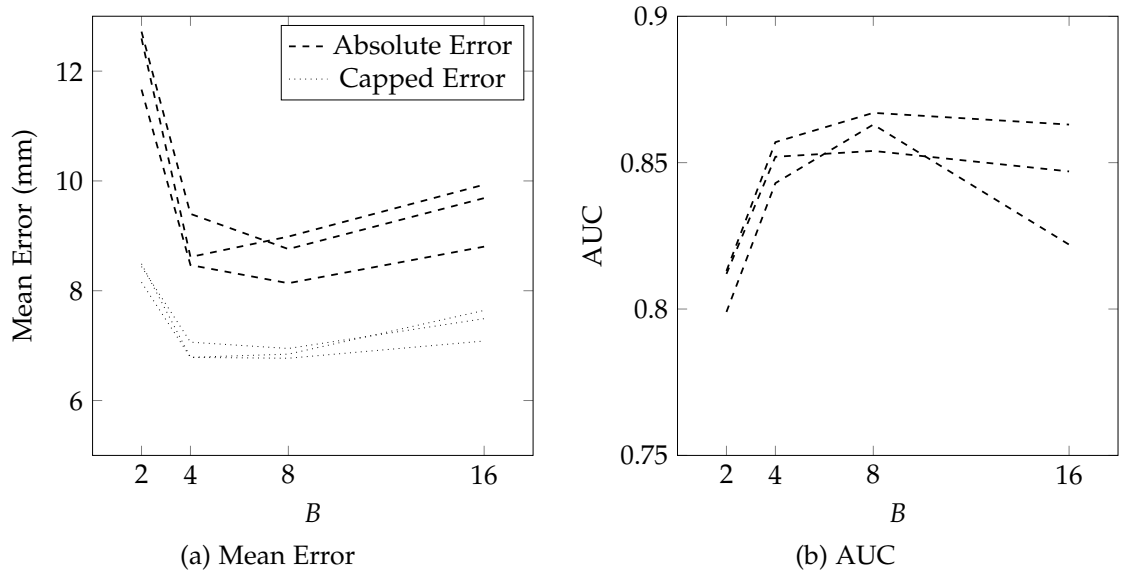 12
10
8
6
Mean Error (mm)
Absolute Error
Capped Error
2 4 8 16
B
(a) Mean Error
0.9
0.85
0.8
0.75
AUC
2 4 8 16
B
(b) AUC